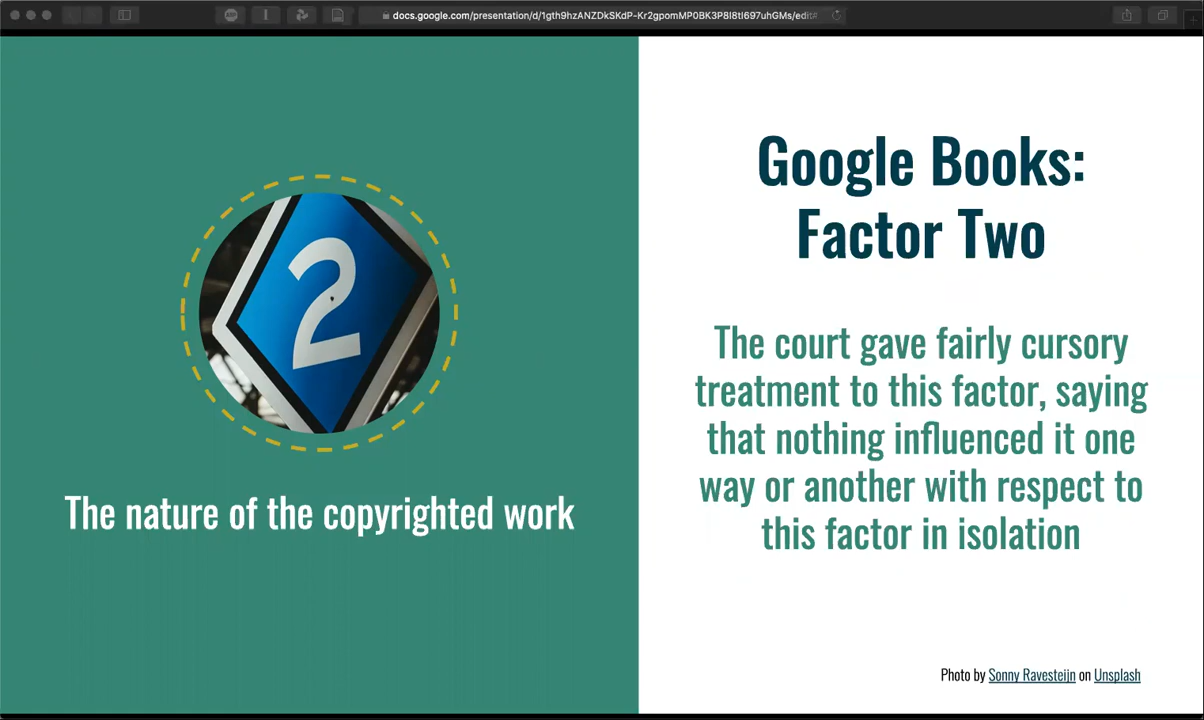 docs.google.com/presentation/d/1gth9hzANZDkSKdP-Kr2gpomMP0BK3P8l8tI697uhGMs/edit#
2
The nature of the copyrighted work
Google Books:
Factor Two
The court gave fairly cursory
treatment to this factor, saying
that nothing influenced it one
way or another with respect to
this factor in isolation
Photo by Sonny Ravesteijn on Unsplash